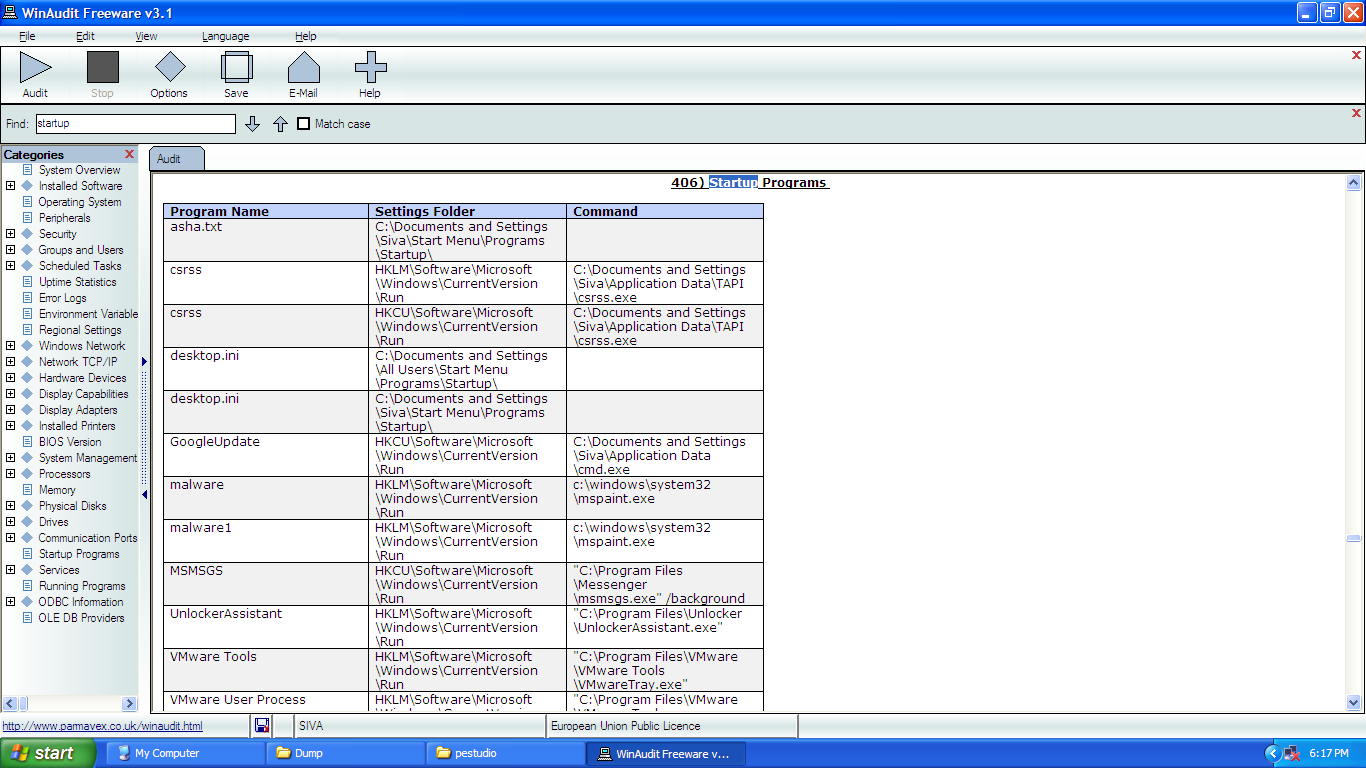 WinAudit Freeware v3.1
File Edit View Language Help
Audit Stop Options Save E-Mail Help
Find: startup Match case
Categories
System Overview
Installed Software
Operating System
Peripherals
Security
Groups and Users
Scheduled Tasks
Uptime Statistics
Error Logs
Environment Variable
Regional Settings
Windows Network
Network TCP/IP
Hardware Devices
Display Capabilities
Display Adapters
Installed Printers
BIOS Version
System Management
Processors
Memory
Physical Disks
Drives
Communication Ports
Startup Programs
Services
Running Programs
ODBC Information
OLE DB Providers
Audit
406) Startup Programs
Program Name Settings Folder Command
asha.txt C:\Documents and Settings
\Siva\Start Menu\Programs
\Startup\
csrss HKLM\Software\Microsoft C:\Documents and Settings
\Windows\CurrentVersion \Siva\Application Data\TAPI
\Run \csrss.exe
csrss HKCU\Software\Microsoft C:\Documents and Settings
\Windows\CurrentVersion \Siva\Application Data\TAPI
\Run \csrss.exe
desktop.ini C:\Documents and Settings
\All Users\Start Menu
\Programs\Startup\
desktop.ini C:\Documents and Settings
\Siva\Start Menu\Programs
\Startup\
GoogleUpdate HKCU\Software\Microsoft C:\Documents and Settings
\Windows\CurrentVersion \Siva\Application Data
\Run \cmd.exe
malware HKLM\Software\Microsoft c:\windows\system32
\Windows\CurrentVersion \mspaint.exe
\Run
malware1 HKLM\Software\Microsoft c:\windows\system32
\Windows\CurrentVersion \mspaint.exe
\Run
MSMSGS HKCU\Software\Microsoft "C:\Program Files
\Windows\CurrentVersion \Messenger
\Run \msmsgs.exe" /background
UnlockerAssistant HKLM\Software\Microsoft "C:\Program Files\Unlocker
\Windows\CurrentVersion \UnlockerAssistant.exe"
\Run
VMware Tools HKLM\Software\Microsoft "C:\Program Files\VMware
\Windows\CurrentVersion \VMware Tools
\Run \VMwareTray.exe"
VMware User Process HKLM\Software\Microsoft "C:\Program Files\VMware
http://www.parmavex.co.uk/winaudit.html SIVA European Union Public Licence
start My Computer Dump pestudio WinAudit Freeware v... 6:17 PM